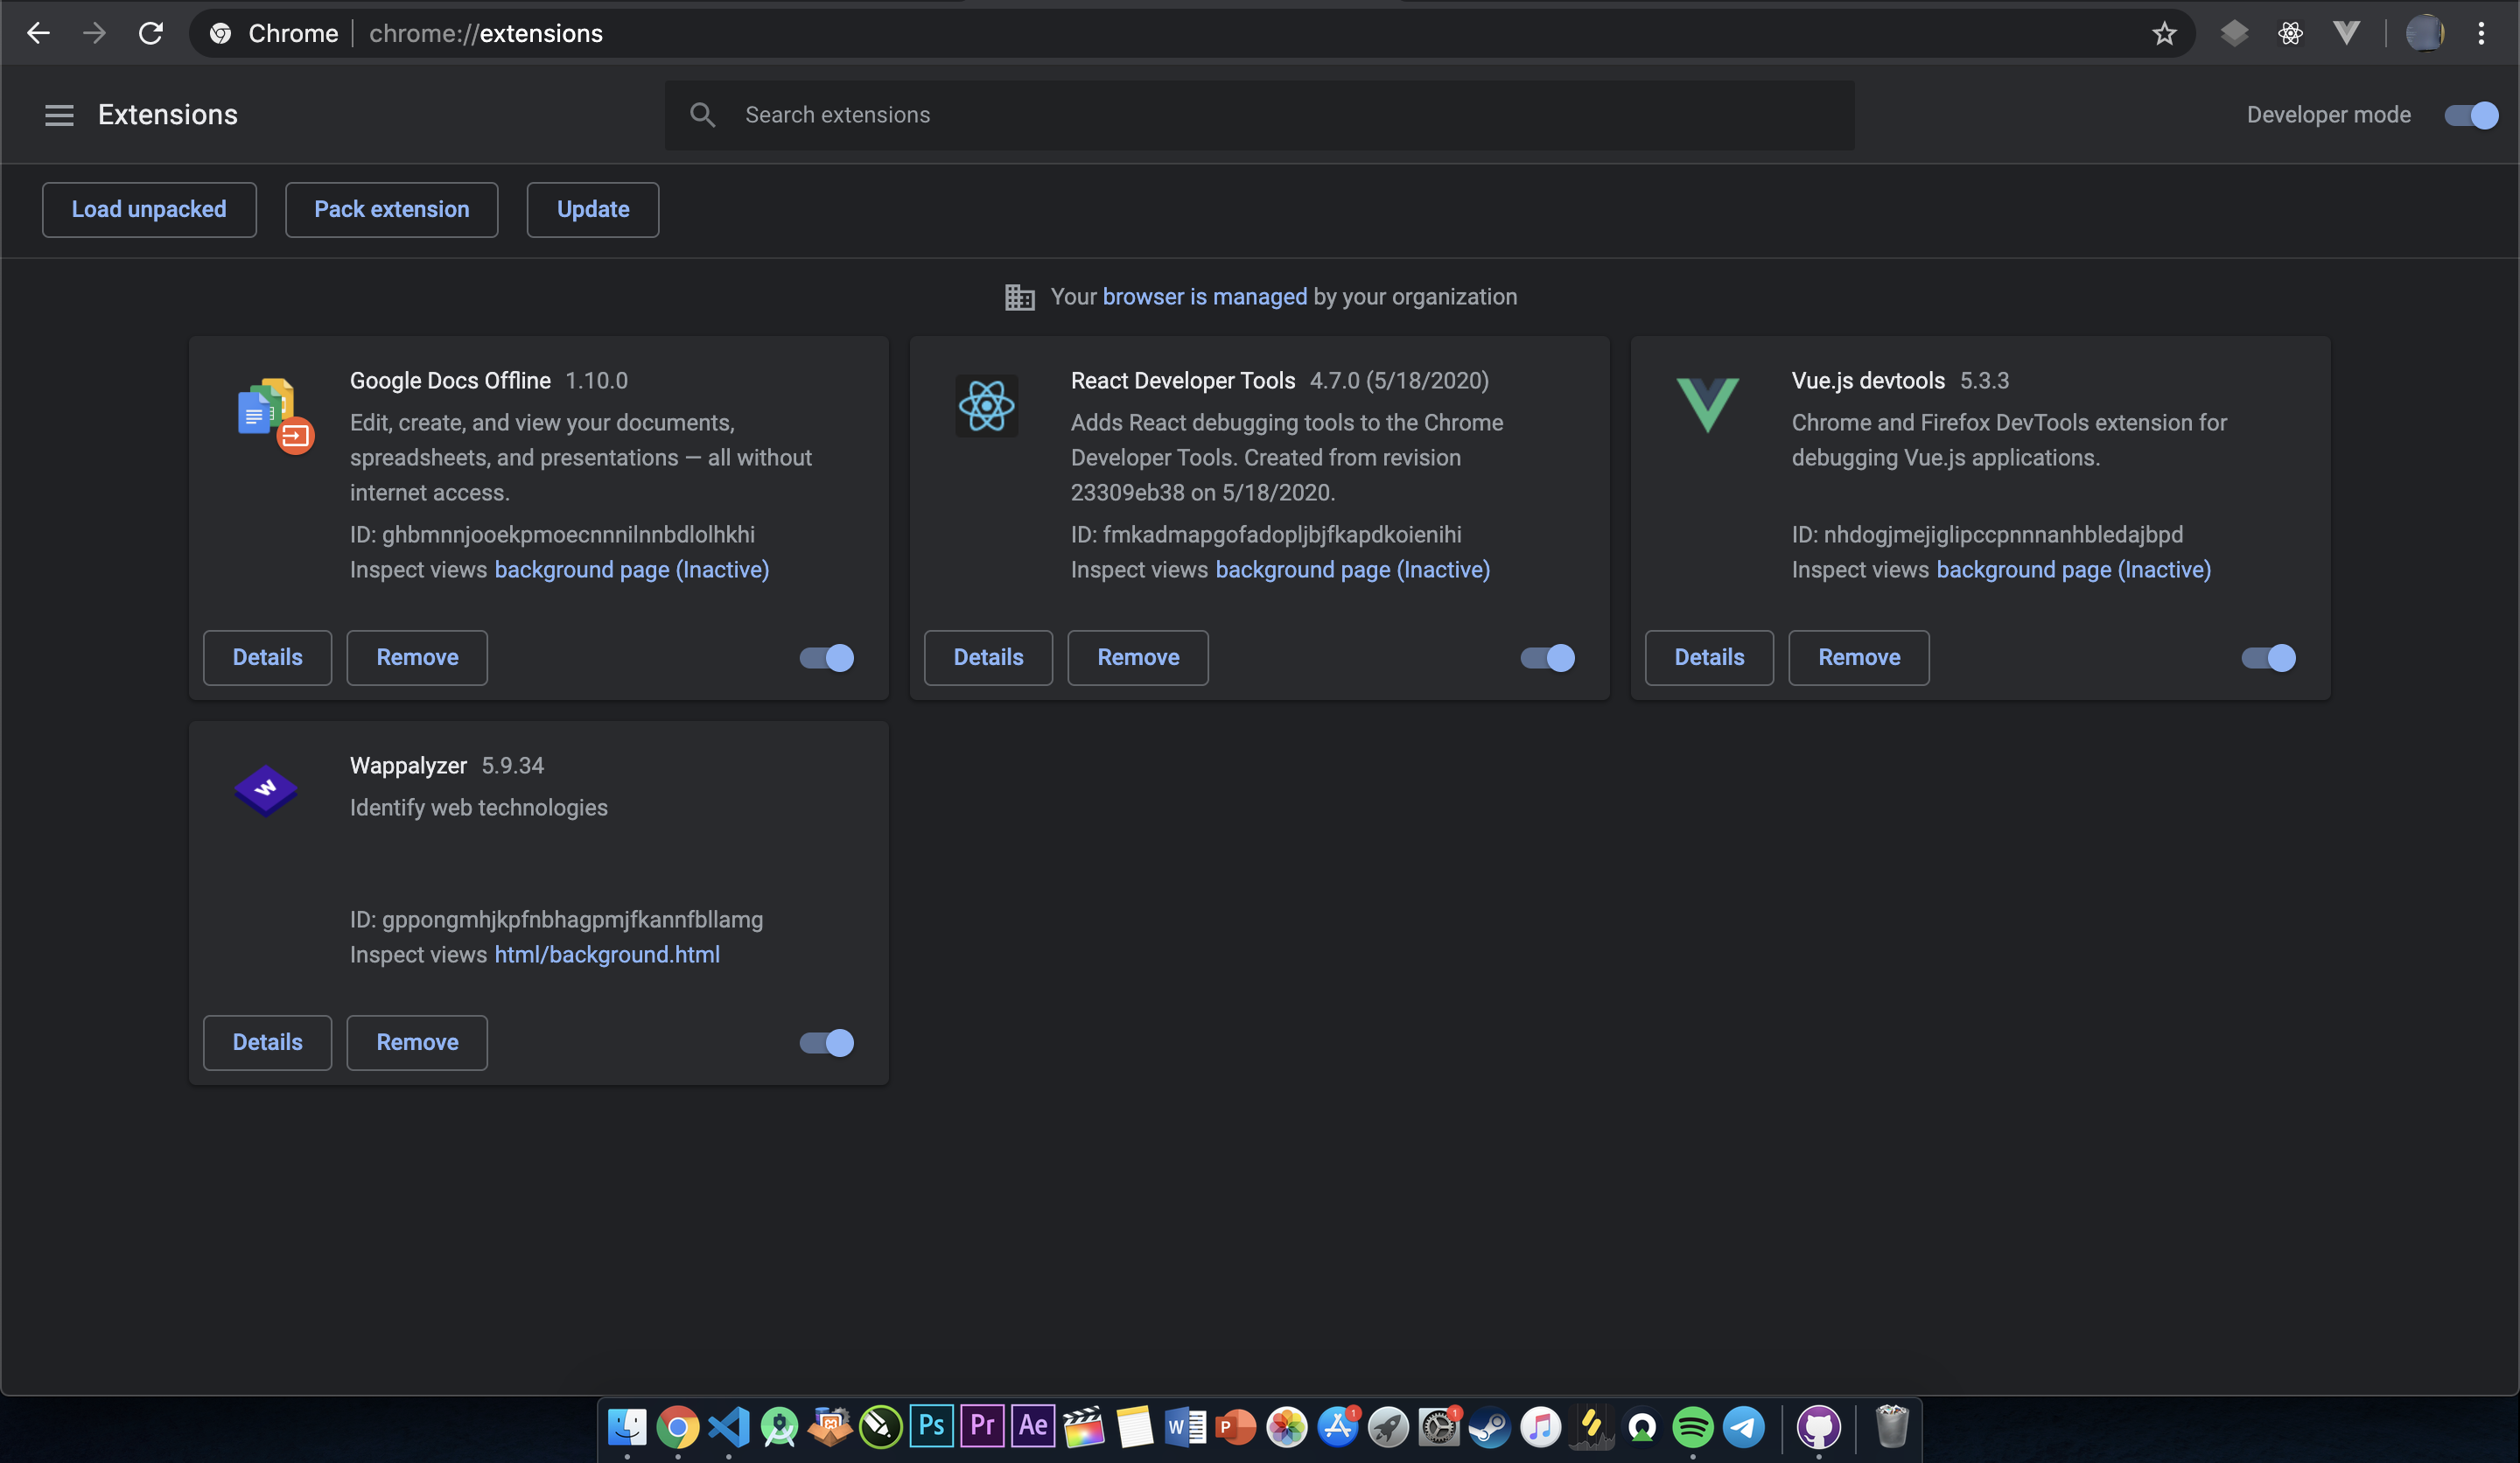 Chrome chrome://extensions
Extensions
Search extensions
Developer mode
Load unpacked
Pack extension
Update
Your browser is managed by your organization
Google Docs Offline 1.10.0
Edit, create, and view your documents,
spreadsheets, and presentations — all without
internet access.
ID: ghbmnnjooekpmoecnnnilnnbdlolhkhi
Inspect views background page (Inactive)
Details
Remove
React Developer Tools 4.7.0 (5/18/2020)
Adds React debugging tools to the Chrome
Developer Tools. Created from revision
23309eb38 on 5/18/2020.
ID: fmkadmapgofadopljbjfkapdkoienihi
Inspect views background page (Inactive)
Details
Remove
Vue.js devtools 5.3.3
Chrome and Firefox DevTools extension for
debugging Vue.js applications.
ID: nhdogjmejiglipccpnnnanhbledajbpd
Inspect views background page (Inactive)
Details
Remove
W
Wappalyzer 5.9.34
Identify web technologies
ID: gppongmhjkpfnbhagpmjfkannfbllamg
Inspect views html/background.html
Details
Remove
Ps
Pr
Ae
W
P
1
1